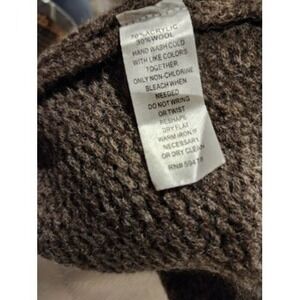 70% ACRYLIC
30% WOOL
HAND WASH COLD
WITH LIKE COLORS
TOGETHER
ONLY NON-CHLORINE
BLEACH WHEN
NEEDED
DO NOT WRING
OR TWIST
RESHAPE
DRY FLAT
WARM IRON IF
NECESSARY
OR DRY CLEAN